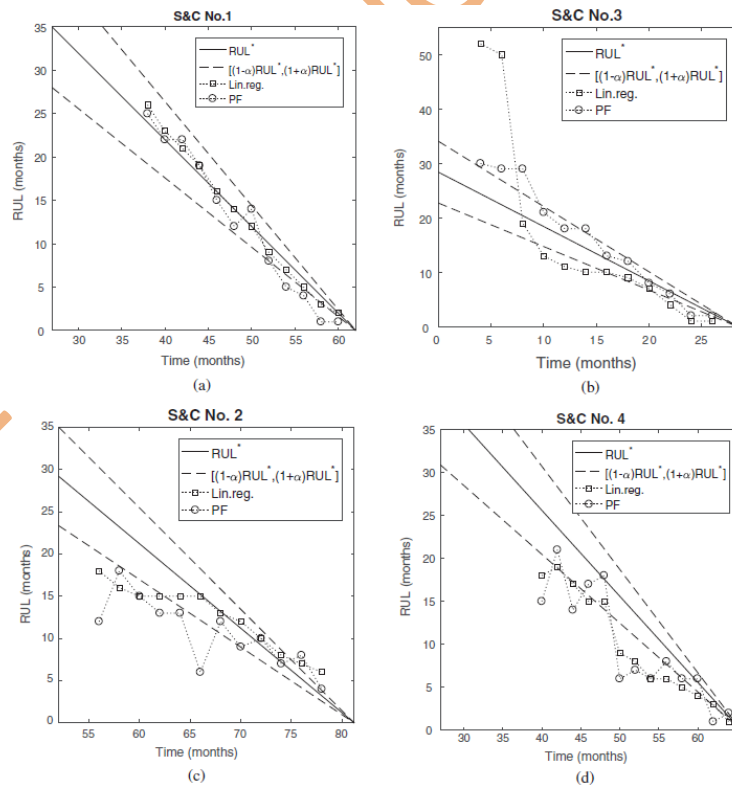 S&C No.1
35
30
25
20
15
10
5
0
RUL (months)
RUL*
[(1-α)RUL*,(1+α)RUL*]
Lin.reg.
PF
30 35 40 45 50 55 60
Time (months)
(a)
S&C No.3
50
40
30
20
10
0
RUL (months)
RUL*
[(1-α)RUL*,(1+α)RUL*]
Lin.reg.
PF
0 5 10 15 20
Time (months)
(b)
S&C No. 2
35
30
25
20
15
10
5
0
RUL (months)
RUL*
[(1-α)RUL*,(1+α)RUL*]
Lin.reg.
PF
55 60 65 70 75 80
Time (months)
(c)
S&C No. 4
35
30
25
20
15
10
5
0
RUL (months)
RUL*
[(1-α)RUL*,(1+α)RUL*]
Lin.reg.
PF
30 35 40 45 50 55 60
Time (months)
(d)